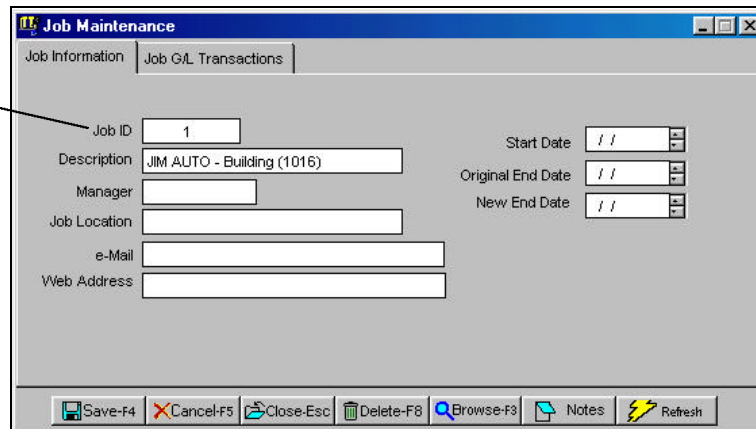 Job Maintenance
Job Information Job G/L Transactions
Job ID 1
Description JIM AUTO - Building (1016)
Manager
Job Location
e-Mail
Web Address
Start Date / /
Original End Date / /
New End Date / /
Save-F4 Cancel-F5 Close-Esc Delete-F8 Browse-F3 Notes Refresh